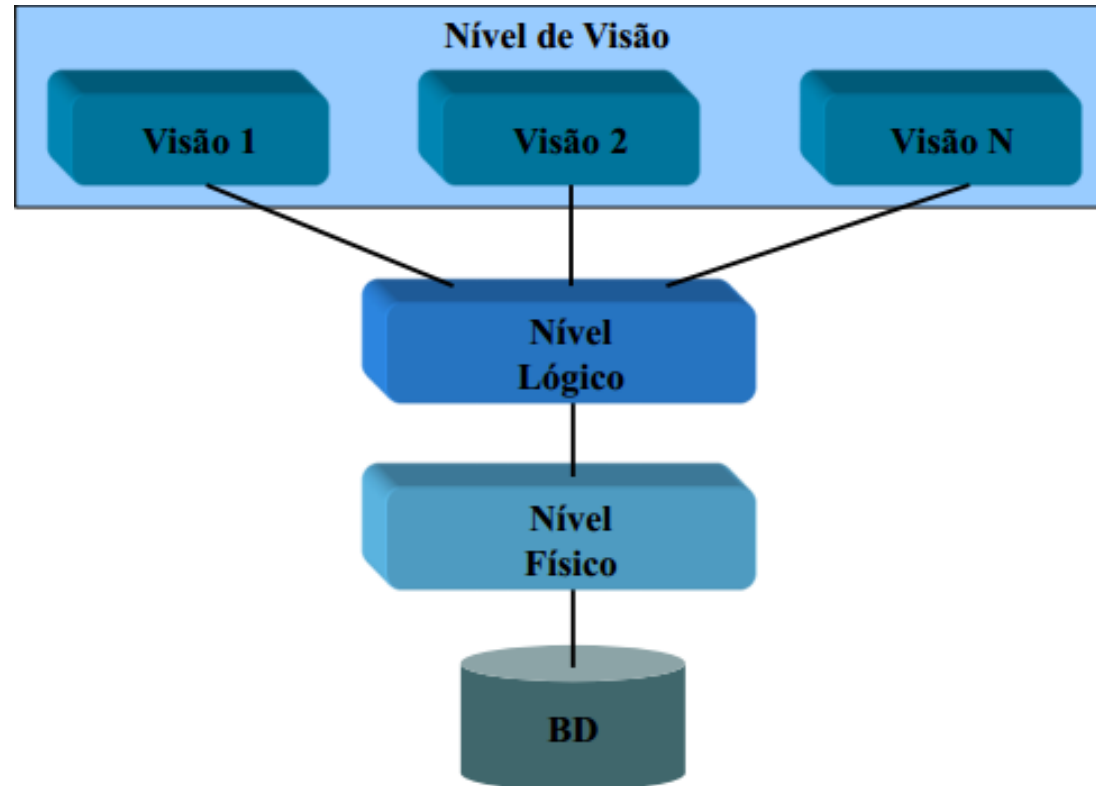 Nível de Visão
Visão 1
Visão 2
Visão N
Nível
Lógico
Nível
Físico
BD